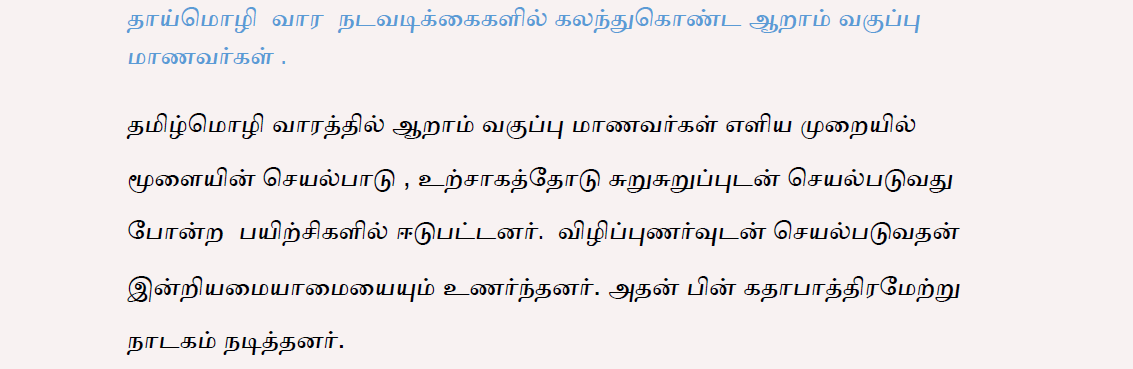 தாய்மொழி வார நடவடிக்கைகளில் கலந்துகொண்ட ஆறாம் வகுப்பு
மாணவர்கள் .
தமிழ்மொழி வாரத்தில் ஆறாம் வகுப்பு மாணவர்கள் எளிய முறையில்
மூளையின் செயல்பாடு , உற்சாகத்தோடு சுறுசுறுப்புடன் செயல்படுவது
போன்ற பயிற்சிகளில் ஈடுபட்டனர். விழிப்புணர்வுடன் செயல்படுவதன்
இன்றியமையாமையையும் உணர்ந்தனர். அதன் பின் கதாபாத்திரமேற்று
நாடகம் நடித்தனர்.